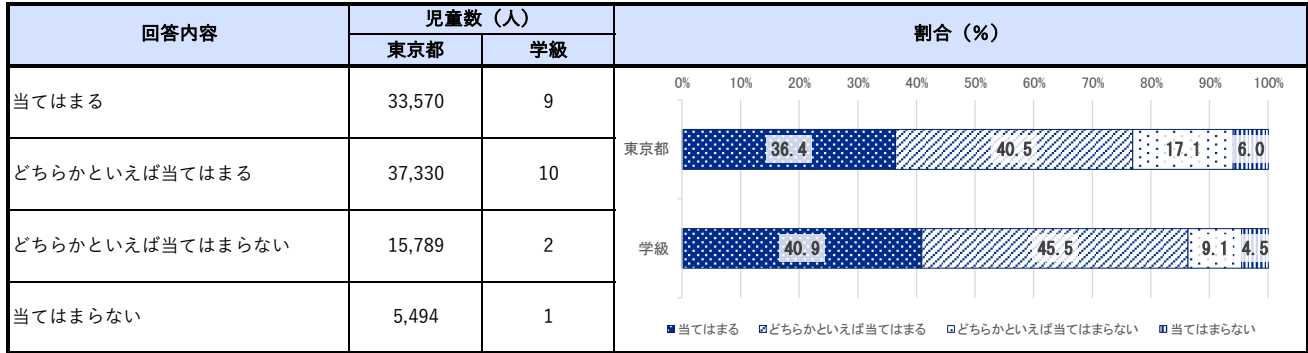 回答内容 児童数（人） 割合（%）
東京都 学級
当てはまる 33,570 9
どちらかといえば当てはまる 37,330 10
どちらかといえば当てはまらない 15,789 2
当てはまらない 5,494 1
0% 10% 20% 30% 40% 50% 60% 70% 80% 90% 100%
東京都 36.4 40.5 17.1 6.0
学級 40.9 45.5 9.1 4.5
当てはまる どちらかといえば当てはまる どちらかといえば当てはまらない 当てはまらない